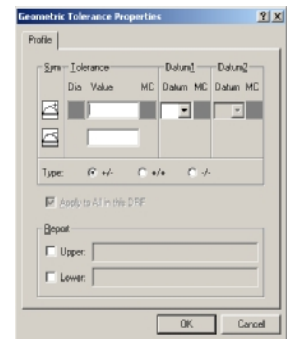 Geometric Tolerance Properties
Profile
Sym Tolerance Datum1 Datum2
Dia Value MC Datum MC Datum MC
Type: +/- +/+ -/-
Apply to All in this DRF
Report
Upper:
Lower:
OK Cancel